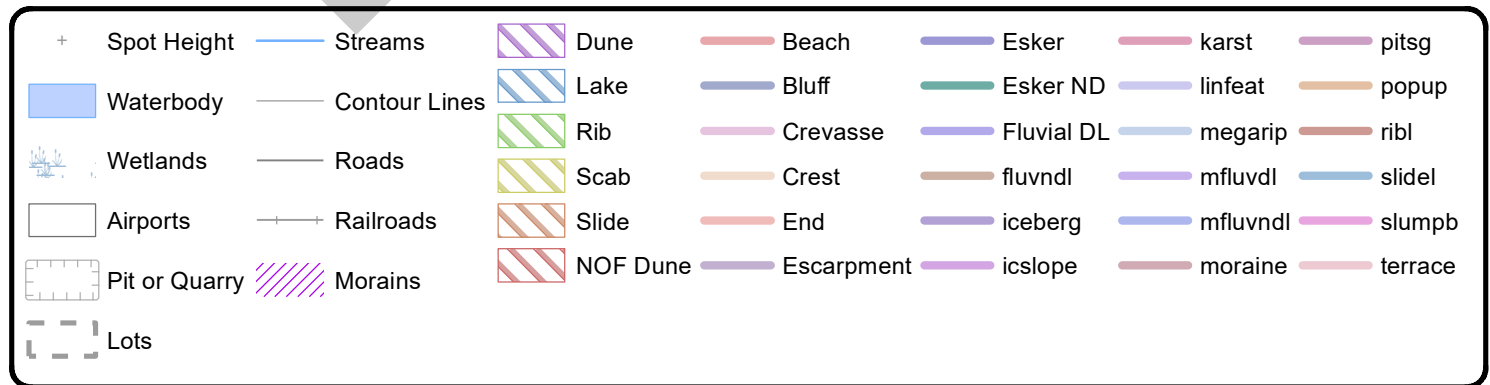 Spot Height
Waterbody
Wetlands
Airports
Pit or Quarry
Lots
Streams
Contour Lines
Roads
Railroads
Morains
Dune
Lake
Rib
Scab
Slide
NOF Dune
Beach
Bluff
Crevasse
Crest
End
Escarpment
Esker
Esker ND
Fluvial DL
fluvndl
iceberg
icslope
karst
linfeat
megarip
mfluvdl
mfluvndl
moraine
pitsg
popup
ribl
slidel
slumpb
terrace